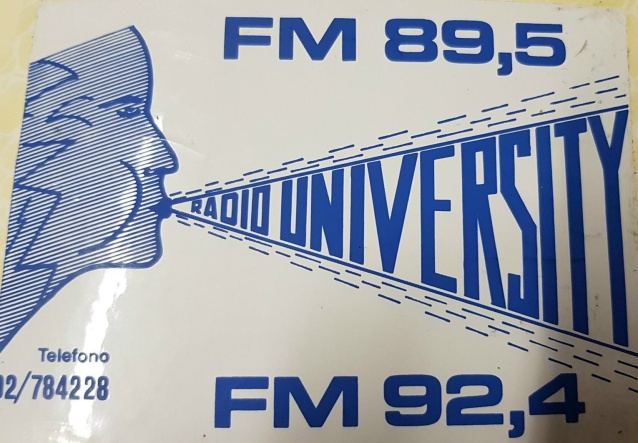 FM 89,5
RADIO UNIVERSITY
Telefono
02/784228
FM 92,4